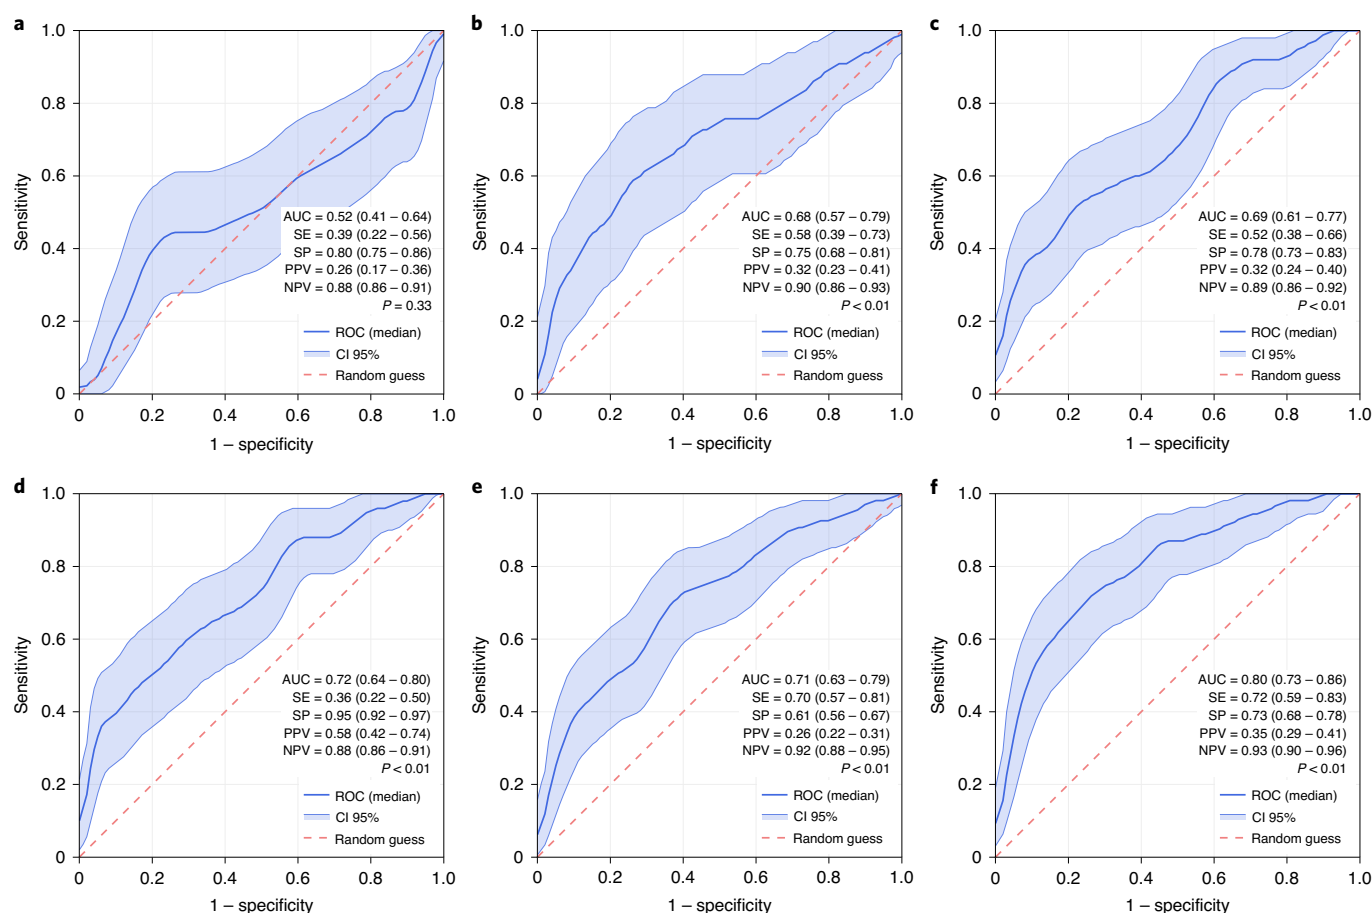 a
1.0
0.8
0.6
0.4
0.2
0
Sensitivity
AUC = 0.52 (0.41 – 0.64)
SE = 0.39 (0.22 – 0.56)
SP = 0.80 (0.75 – 0.86)
PPV = 0.26 (0.17 – 0.36)
NPV = 0.88 (0.86 – 0.91)
P = 0.33
ROC (median)
CI 95%
Random guess
0 0.2 0.4 0.6 0.8 1.0
1 – specificity
b
1.0
0.8
0.6
0.4
0.2
0
Sensitivity
AUC = 0.68 (0.57 – 0.79)
SE = 0.58 (0.39 – 0.73)
SP = 0.75 (0.68 – 0.81)
PPV = 0.32 (0.23 – 0.41)
NPV = 0.90 (0.86 – 0.93)
P < 0.01
ROC (median)
CI 95%
Random guess
0 0.2 0.4 0.6 0.8 1.0
1 – specificity
c
1.0
0.8
0.6
0.4
0.2
0
Sensitivity
AUC = 0.69 (0.61 – 0.77)
SE = 0.52 (0.38 – 0.66)
SP = 0.78 (0.73 – 0.83)
PPV = 0.32 (0.24 – 0.40)
NPV = 0.89 (0.86 – 0.92)
P < 0.01
ROC (median)
CI 95%
Random guess
0 0.2 0.4 0.6 0.8 1.0
1 – specificity
d
1.0
0.8
0.6
0.4
0.2
0
Sensitivity
AUC = 0.72 (0.64 – 0.80)
SE = 0.36 (0.22 – 0.50)
SP = 0.95 (0.92 – 0.97)
PPV = 0.58 (0.42 – 0.74)
NPV = 0.88 (0.86 – 0.91)
P < 0.01
ROC (median)
CI 95%
Random guess
0 0.2 0.4 0.6 0.8 1.0
1 – specificity
e
1.0
0.8
0.6
0.4
0.2
0
Sensitivity
AUC = 0.71 (0.63 – 0.79)
SE = 0.70 (0.57 – 0.81)
SP = 0.61 (0.56 – 0.67)
PPV = 0.26 (0.22 – 0.31)
NPV = 0.92 (0.88 – 0.95)
P < 0.01
ROC (median)
CI 95%
Random guess
0 0.2 0.4 0.6 0.8 1.0
1 – specificity
f
1.0
0.8
0.6
0.4
0.2
0
Sensitivity
AUC = 0.80 (0.73 – 0.86)
SE = 0.72 (0.59 – 0.83)
SP = 0.73 (0.68 – 0.78)
PPV = 0.35 (0.29 – 0.41)
NPV = 0.93 (0.90 – 0.96)
P < 0.01
ROC (median)
CI 95%
Random guess
0 0.2 0.4 0.6 0.8 1.0
1 – specificity